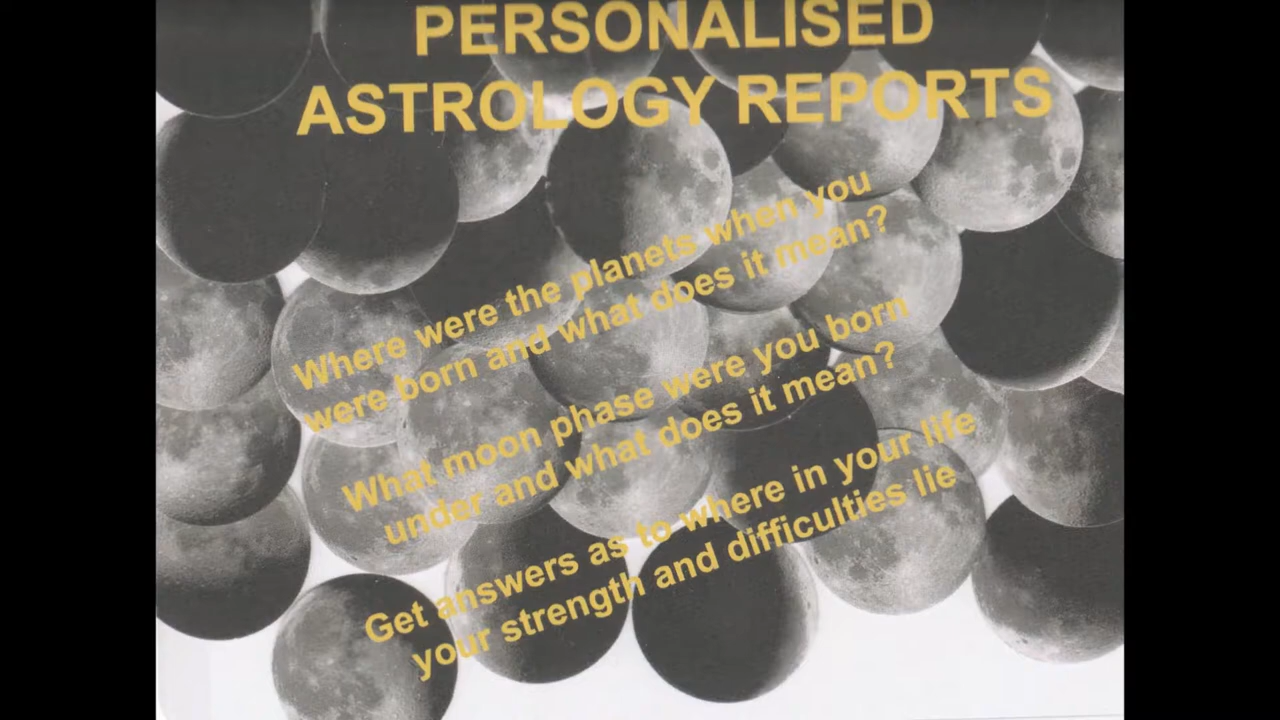 PERSONALISED
ASTROLOGY REPORTS
Where were the planets when you
were born and what does it mean?
What moon phase were you born
under and what does it mean?
Get answers as to where in your life
your strength and difficulties lie